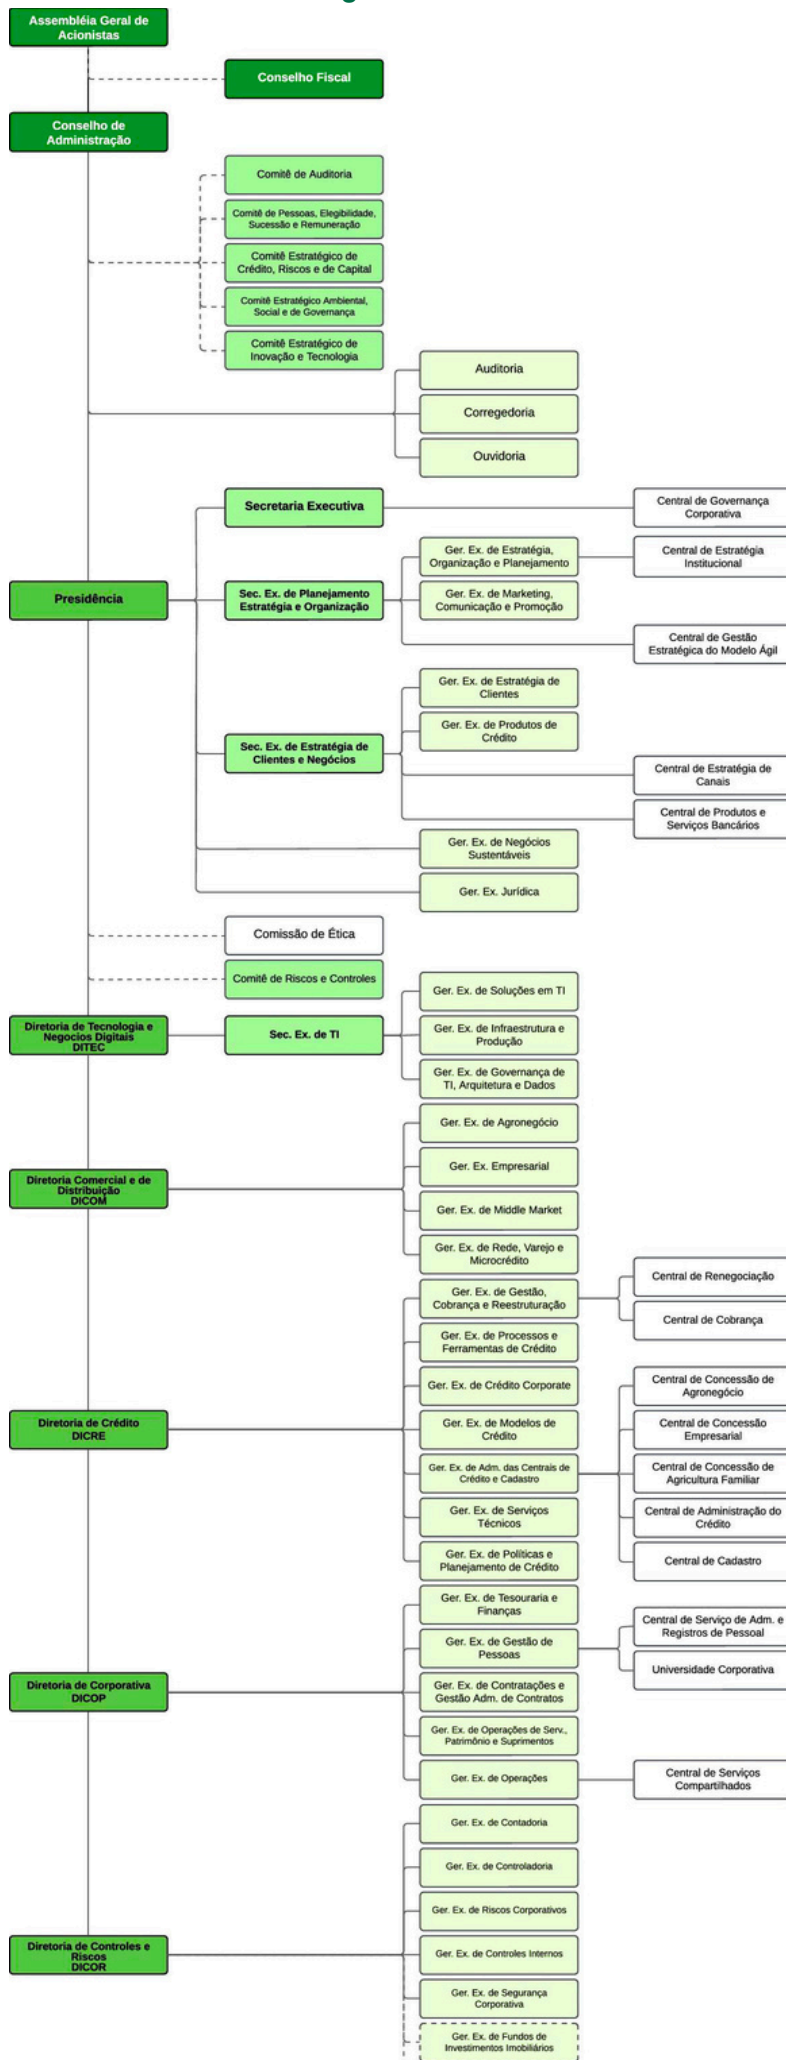 Assembléia Geral de
Acionistas
Conselho Fiscal
Conselho de
Administração
Comitê de Auditoria
Comitê de Pessoas, Elegibilidade,
Sucessão e Remuneração
Comitê Estratégico de
Crédito, Riscos e de Capital
Comitê Estratégico Ambiental,
Social e de Governança
Comitê Estratégico de
Inovação e Tecnologia
Auditoria
Corregedoria
Ouvidoria
Secretaria Executiva
Central de Governança
Corporativa
Presidência
Sec. Ex. de Planejamento
Estratégia e Organização
Ger. Ex. de Estratégia,
Organização e Planejamento
Central de Estratégia
Institucional
Ger. Ex. de Marketing,
Comunicação e Promoção
Central de Gestão
Estratégica do Modelo Ágil
Sec. Ex. de Estratégia de
Clientes e Negócios
Ger. Ex. de Estratégia de
Clientes
Ger. Ex. de Produtos de
Crédito
Central de Estratégia de
Canais
Central de Produtos e
Serviços Bancários
Ger. Ex. de Negócios
Sustentáveis
Ger. Ex. Jurídica
Comissão de Ética
Comitê de Riscos e Controles
Diretoria de Tecnologia e
Negocios Digitais
DITEC
Sec. Ex. de TI
Ger. Ex. de Soluções em TI
Ger. Ex. de Infraestrutura e
Produção
Ger. Ex. de Governança de
TI, Arquitetura e Dados
Diretoria Comercial e de
Distribuição
DICOM
Ger. Ex. de Agronegócio
Ger. Ex. Empresarial
Ger. Ex. de Middle Market
Ger. Ex. de Rede, Varejo e
Microcrédito
Diretoria de Crédito
DICRE
Ger. Ex. de Gestão,
Cobrança e Reestruturação
Central de Renegociação
Central de Cobrança
Ger. Ex. de Processos e
Ferramentas de Crédito
Ger. Ex. de Crédito Corporate
Ger. Ex. de Modelos de
Crédito
Ger. Ex. de Adm. das Centrais de
Crédito e Cadastro
Central de Concessão de
Agronegócio
Central de Concessão
Empresarial
Central de Concessão de
Agricultura Familiar
Central de Administração do
Crédito
Central de Cadastro
Ger. Ex. de Serviços
Técnicos
Ger. Ex. de Políticas e
Planejamento de Crédito
Diretoria de Corporativa
DICOP
Ger. Ex. de Tesouraria e
Finanças
Ger. Ex. de Gestão de
Pessoas
Central de Serviço de Adm. e
Registros de Pessoal
Universidade Corporativa
Ger. Ex. de Contratações e
Gestão Adm. de Contratos
Ger. Ex. de Operações de Serv.,
Patrimônio e Suprimentos
Ger. Ex. de Operações
Central de Serviços
Compartilhados
Diretoria de Controles e
Riscos
DICOR
Ger. Ex. de Contadoria
Ger. Ex. de Controladoria
Ger. Ex. de Riscos Corporativos
Ger. Ex. de Controles Internos
Ger. Ex. de Segurança
Corporativa
Ger. Ex. de Fundos de
Investimentos Imobiliários